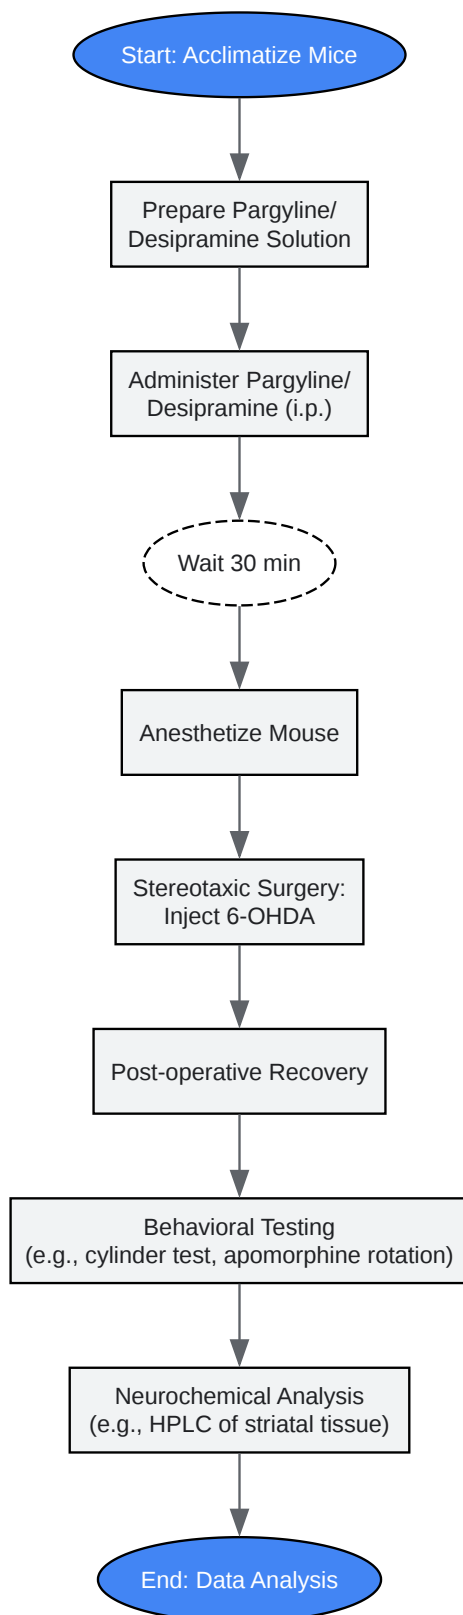 Start: Acclimatize Mice
Prepare Pargyline/
Desipramine Solution
Administer Pargyline/
Desipramine (i.p.)
Wait 30 min
Anesthetize Mouse
Stereotaxic Surgery:
Inject 6-OHDA
Post-operative Recovery
Behavioral Testing
(e.g., cylinder test, apomorphine rotation)
Neurochemical Analysis
(e.g., HPLC of striatal tissue)
End: Data Analysis